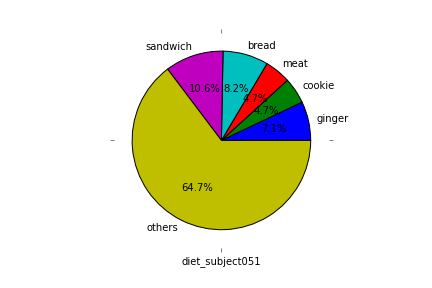 sandwich
bread
meat
cookie
ginger
10.6%
8.2%
4.7%
4.7%
7.1%
64.7%
others
diet_subject051